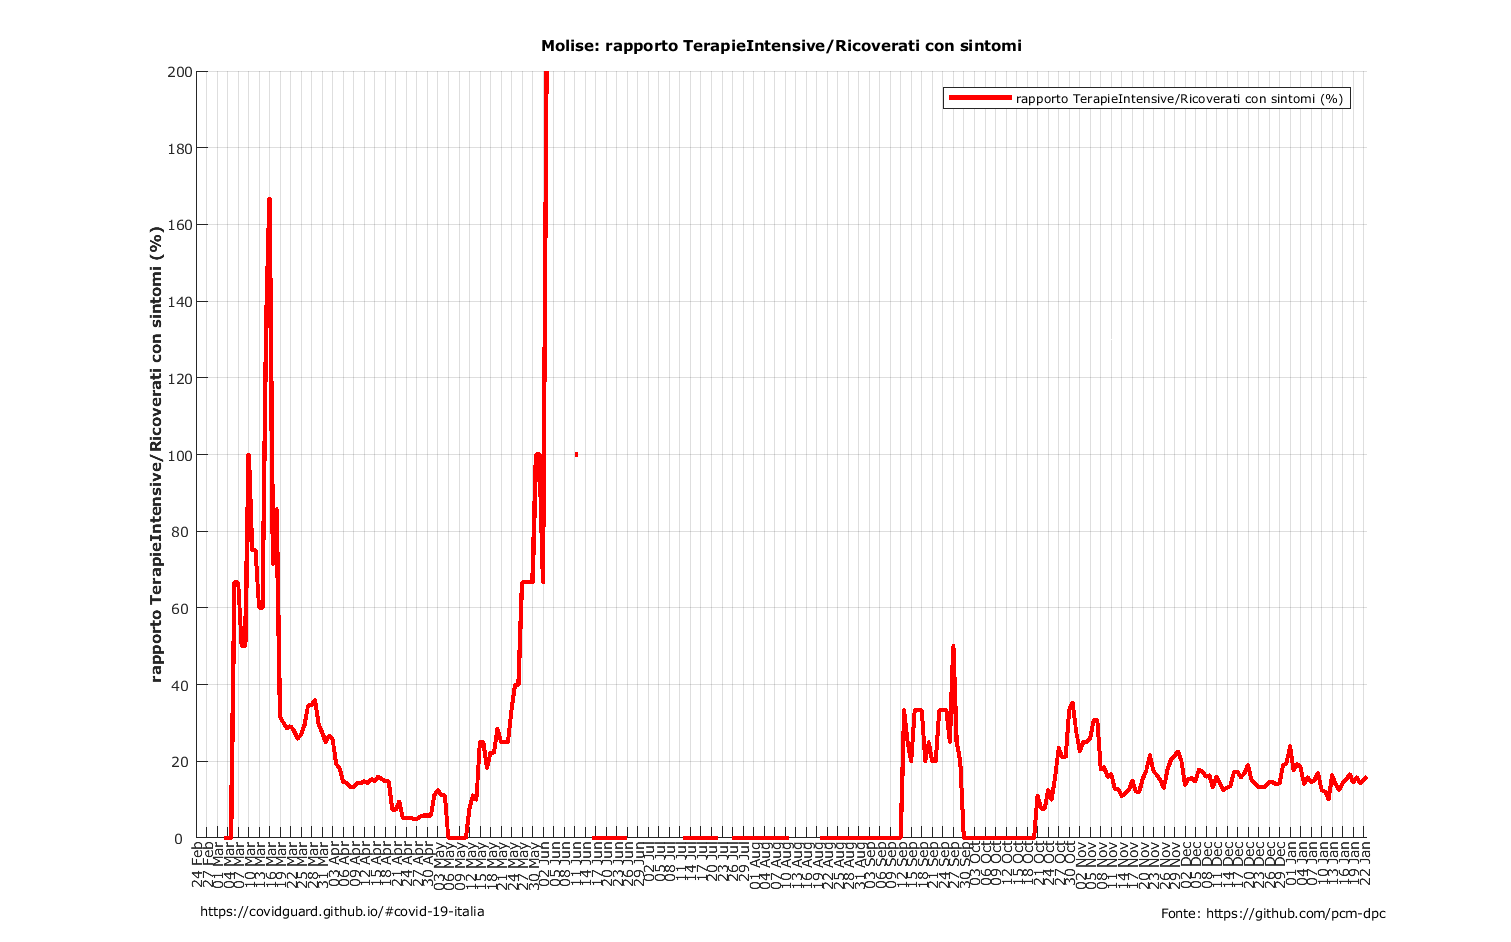 Molise: rapporto TerapieIntensive/Ricoverati con sintomi
rapporto TerapieIntensive/Ricoverati con sintomi (%)
rapporto TerapieIntensive/Ricoverati con sintomi (%)
200
180
160
140
120
100
80
60
40
20
0
24 Feb
27 Feb
01 Mar
04 Mar
07 Mar
10 Mar
13 Mar
16 Mar
19 Mar
22 Mar
25 Mar
28 Mar
31 Mar
03 Apr
06 Apr
09 Apr
12 Apr
15 Apr
18 Apr
21 Apr
24 Apr
27 Apr
30 Apr
03 May
06 May
09 May
12 May
15 May
18 May
21 May
24 May
27 May
30 May
02 Jun
05 Jun
08 Jun
11 Jun
14 Jun
17 Jun
20 Jun
23 Jun
26 Jun
29 Jun
02 Jul
05 Jul
08 Jul
11 Jul
14 Jul
17 Jul
20 Jul
23 Jul
26 Jul
29 Jul
01 Aug
04 Aug
07 Aug
10 Aug
13 Aug
16 Aug
19 Aug
22 Aug
25 Aug
28 Aug
31 Aug
03 Sep
06 Sep
09 Sep
12 Sep
15 Sep
18 Sep
21 Sep
24 Sep
27 Sep
30 Sep
03 Oct
06 Oct
09 Oct
12 Oct
15 Oct
18 Oct
21 Oct
24 Oct
27 Oct
30 Oct
02 Nov
05 Nov
08 Nov
11 Nov
14 Nov
17 Nov
20 Nov
23 Nov
26 Nov
29 Nov
02 Dec
05 Dec
08 Dec
11 Dec
14 Dec
17 Dec
20 Dec
23 Dec
26 Dec
29 Dec
01 Jan
04 Jan
07 Jan
10 Jan
13 Jan
16 Jan
19 Jan
22 Jan
https://covidguard.github.io/#covid-19-italia
Fonte: https://github.com/pcm-dpc